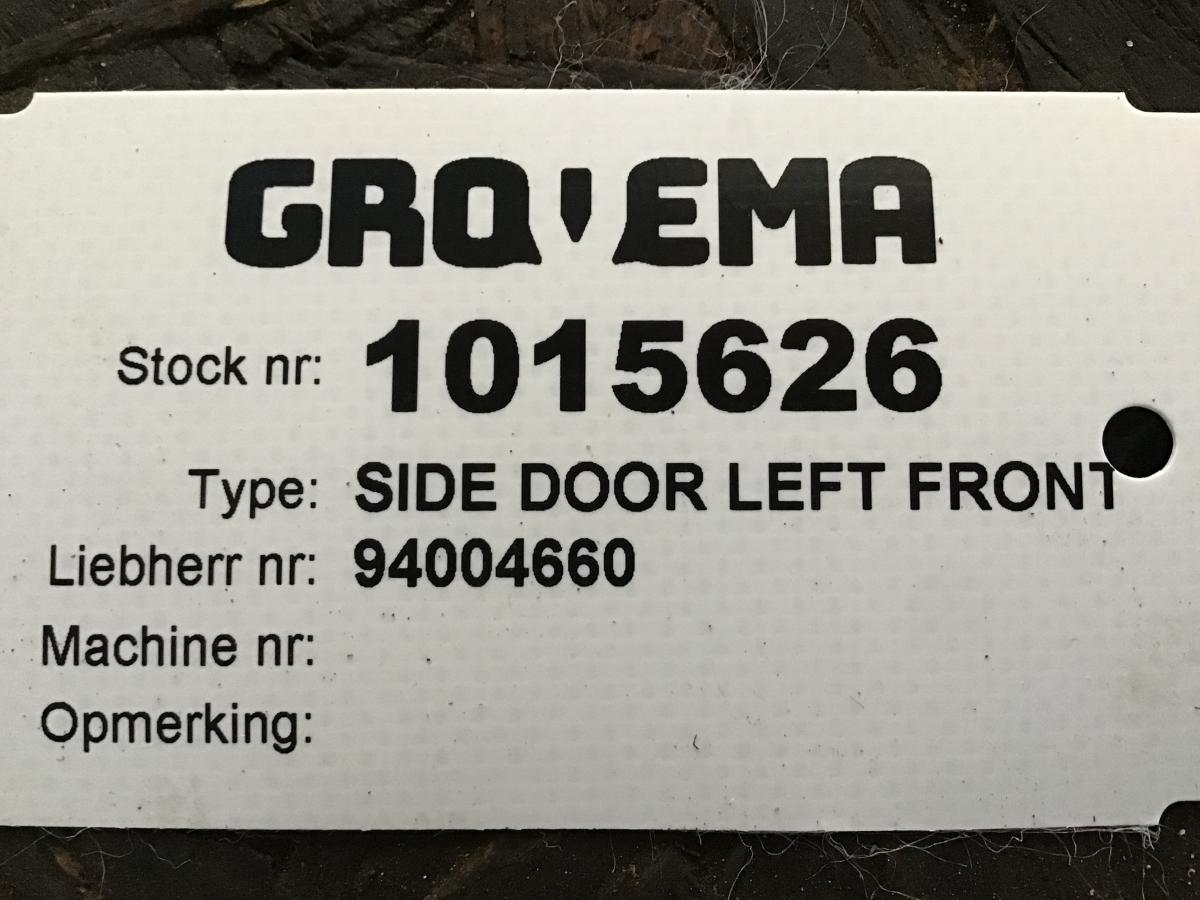 GRO'EMA
Stock nr: 1015626
Type: SIDE DOOR LEFT FRONT
Liebherr nr: 94004660
Machine nr:
Opmerking: